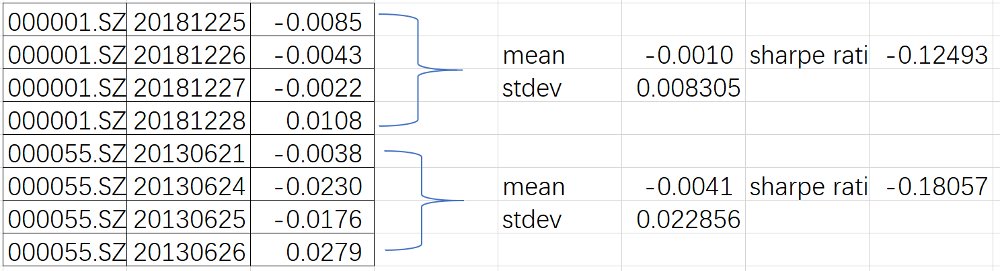 000001.SZ 20181225 -0.0085
000001.SZ 20181226 -0.0043 mean -0.0010 sharpe rati -0.12493
000001.SZ 20181227 -0.0022 stdev 0.008305
000001.SZ 20181228 0.0108
000055.SZ 20130621 -0.0038
000055.SZ 20130624 -0.0230 mean -0.0041 sharpe rati -0.18057
000055.SZ 20130625 -0.0176 stdev 0.022856
000055.SZ 20130626 0.0279